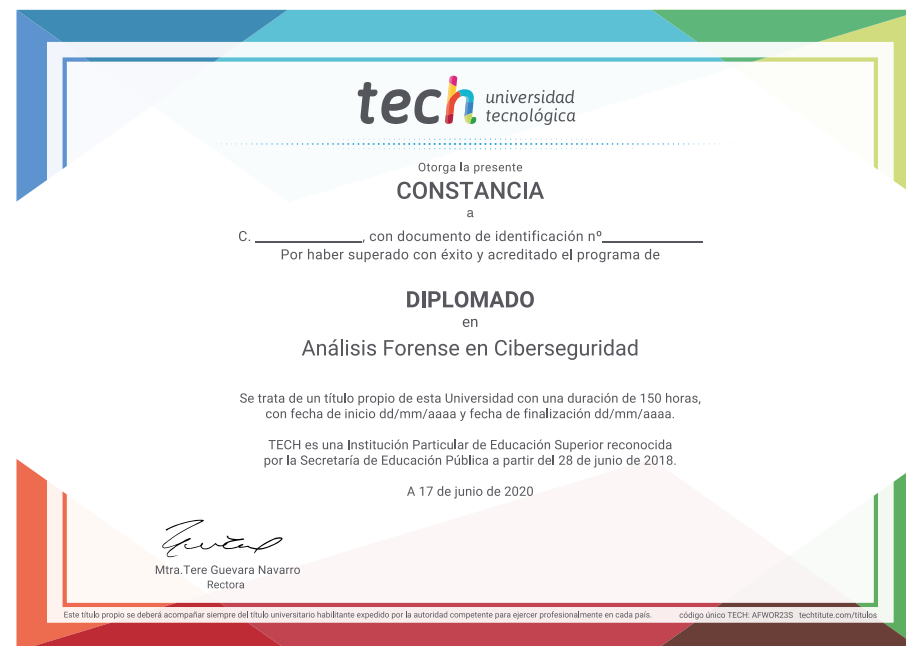 tech universidad
tecnológica
Otorga la presente
CONSTANCIA
a
C. ________________, con documento de identificación nº_______________
Por haber superado con éxito y acreditado el programa de
DIPLOMADO
en
Análisis Forense en Ciberseguridad
Se trata de un título propio de esta Universidad con una duración de 150 horas,
con fecha de inicio dd/mm/aaaa y fecha de finalización dd/mm/aaaa.
TECH es una Institución Particular de Educación Superior reconocida
por la Secretaría de Educación Pública a partir del 28 de junio de 2018.
A 17 de junio de 2020
Mtra.Tere Guevara Navarro
Rectora
Este título propio se deberá acompañar siempre del título universitario habilitante expedido por la autoridad competente para ejercer profesionalmente en cada país. código único TECH: AFWOR23S techtitute.com/títulos